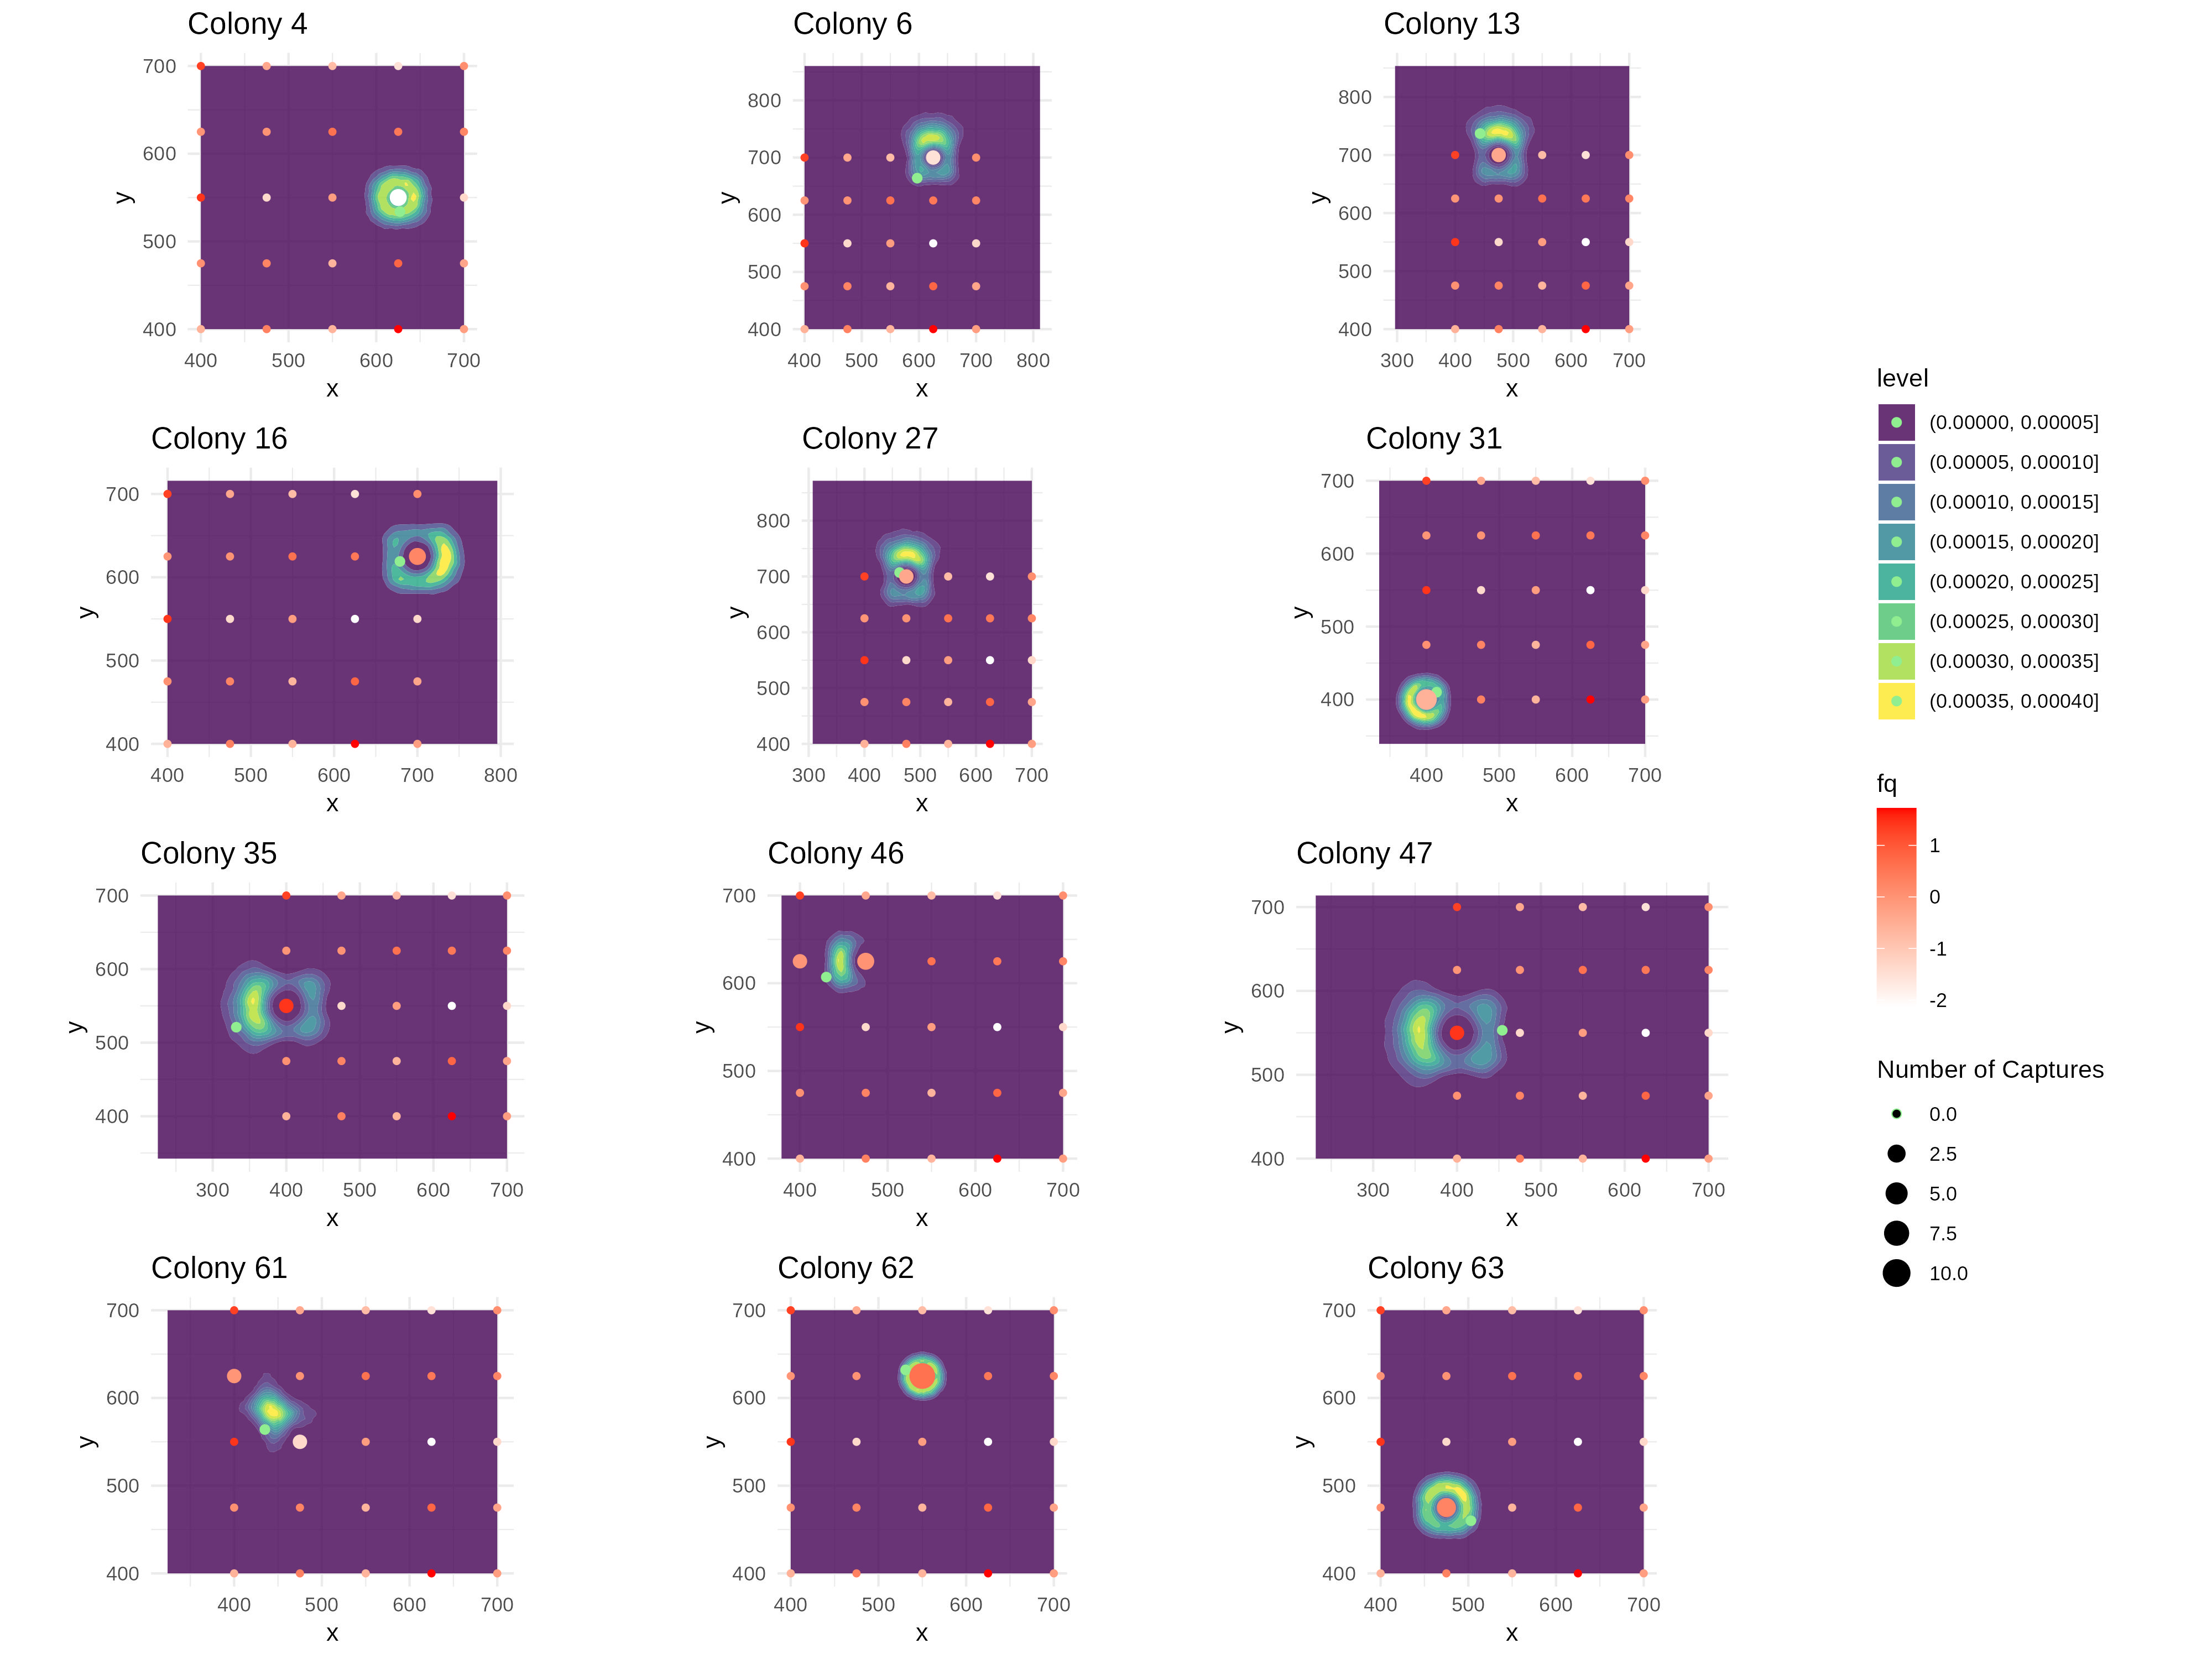 Colony 4
700
600
500
400
y
400 500 600 700
x
Colony 6
800
700
600
500
400
y
400 500 600 700 800
x
Colony 13
800
700
600
500
400
y
300 400 500 600 700
x
Colony 16
700
600
500
400
y
400 500 600 700 800
x
Colony 27
800
700
600
500
400
y
300 400 500 600 700
x
Colony 31
700
600
500
400
y
400 500 600 700
x
Colony 35
700
600
500
400
y
300 400 500 600 700
x
Colony 46
700
600
500
400
y
400 500 600 700
x
Colony 47
700
600
500
400
y
300 400 500 600 700
x
Colony 61
700
600
500
400
y
400 500 600 700
x
Colony 62
700
600
500
400
y
400 500 600 700
x
Colony 63
700
600
500
400
y
400 500 600 700
x
level
(0.00000, 0.00005]
(0.00005, 0.00010]
(0.00010, 0.00015]
(0.00015, 0.00020]
(0.00020, 0.00025]
(0.00025, 0.00030]
(0.00030, 0.00035]
(0.00035, 0.00040]
fq
1
0
-1
-2
Number of Captures
0.0
2.5
5.0
7.5
10.0